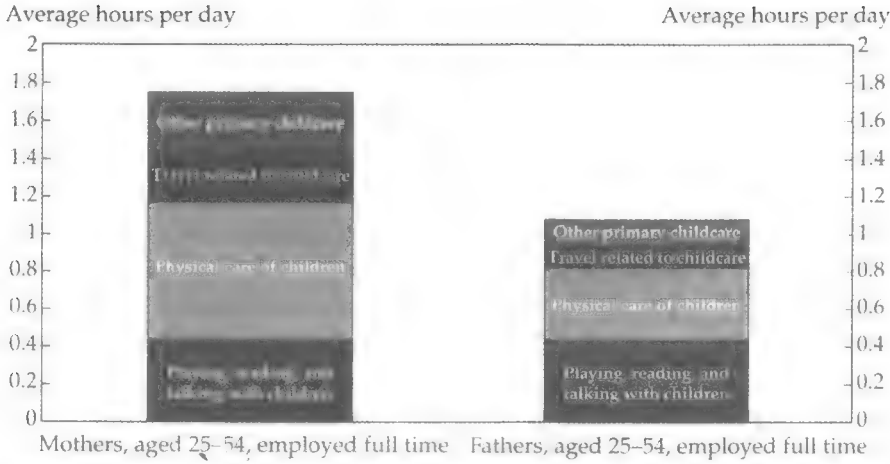 Average hours per day
Average hours per day
2
1.8
1.6
1.4
1.2
1
0.8
0.6
0.4
0.2
0
Other primary childcare
Physical care of children
Other primary childcare
Travel related to childcare
Physical care of children
Playing, reading and
talking with children
2
1.8
1.6
1.4
1.2
1
0.8
0.6
0.4
0.2
0
Mothers, aged 25–54, employed full time
Fathers, aged 25–54, employed full time